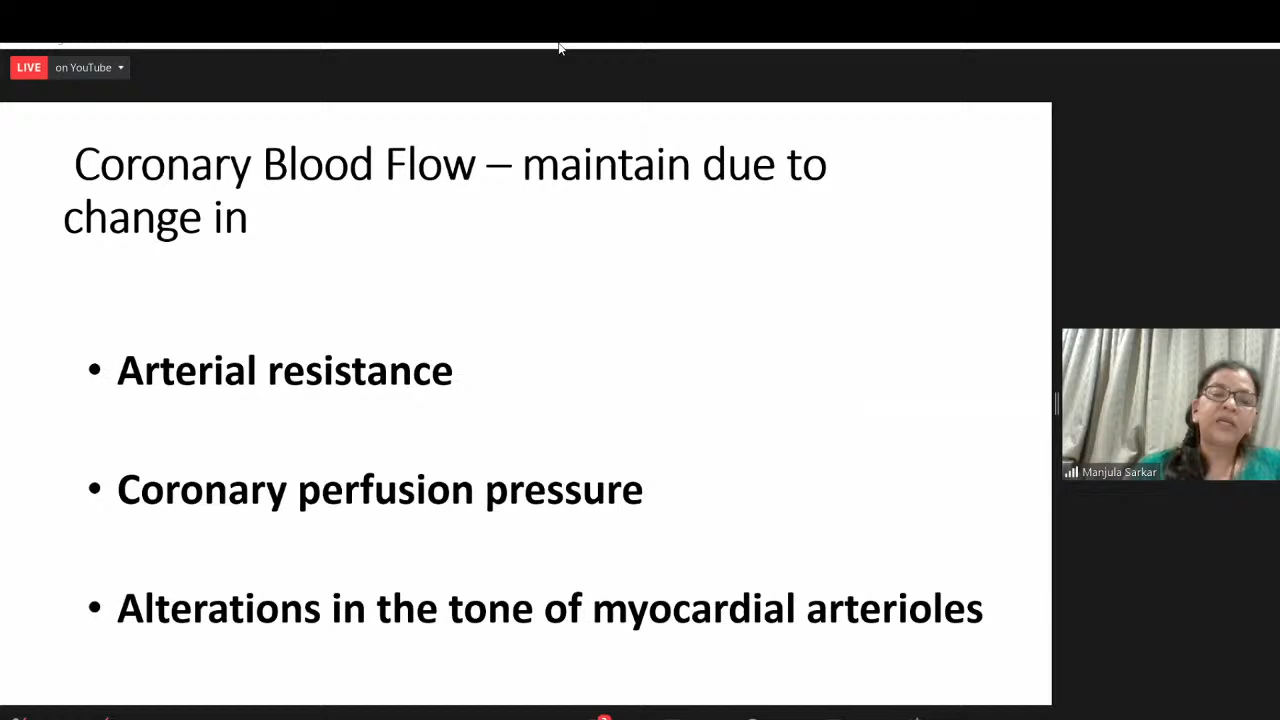 LIVE on YouTube
Coronary Blood Flow – maintain due to
change in
• Arterial resistance
• Coronary perfusion pressure
• Alterations in the tone of myocardial arterioles
Manjula Sarkar